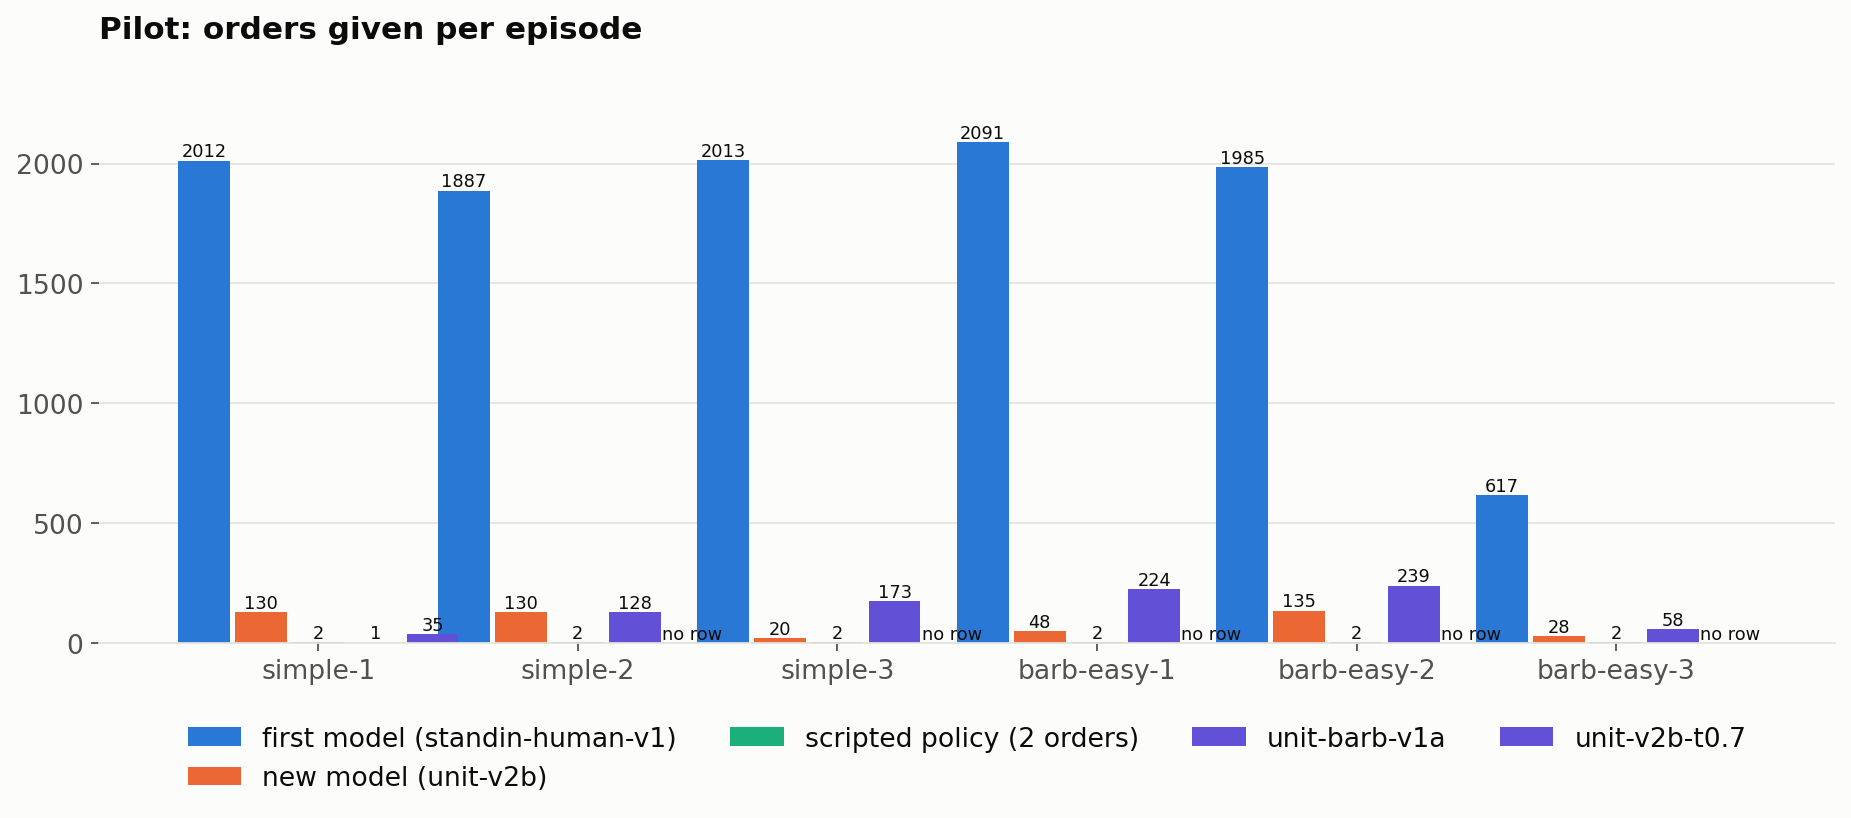 Pilot: orders given per episode
2091
2012 2013 1985
2000
1887
1500
1000
617
500
224 239
130 35 130 128 20 173 48 135 28 58
2 1 2 no row 2 no row 2 no row 2 no row 2 no row
0
simple-1 simple-2 simple-3 barb-easy-1 barb-easy-2 barb-easy-3
first model (standin-human-v1) scripted policy (2 orders) unit-barb-v1a unit-v2b-t0.7
new model (unit-v2b)